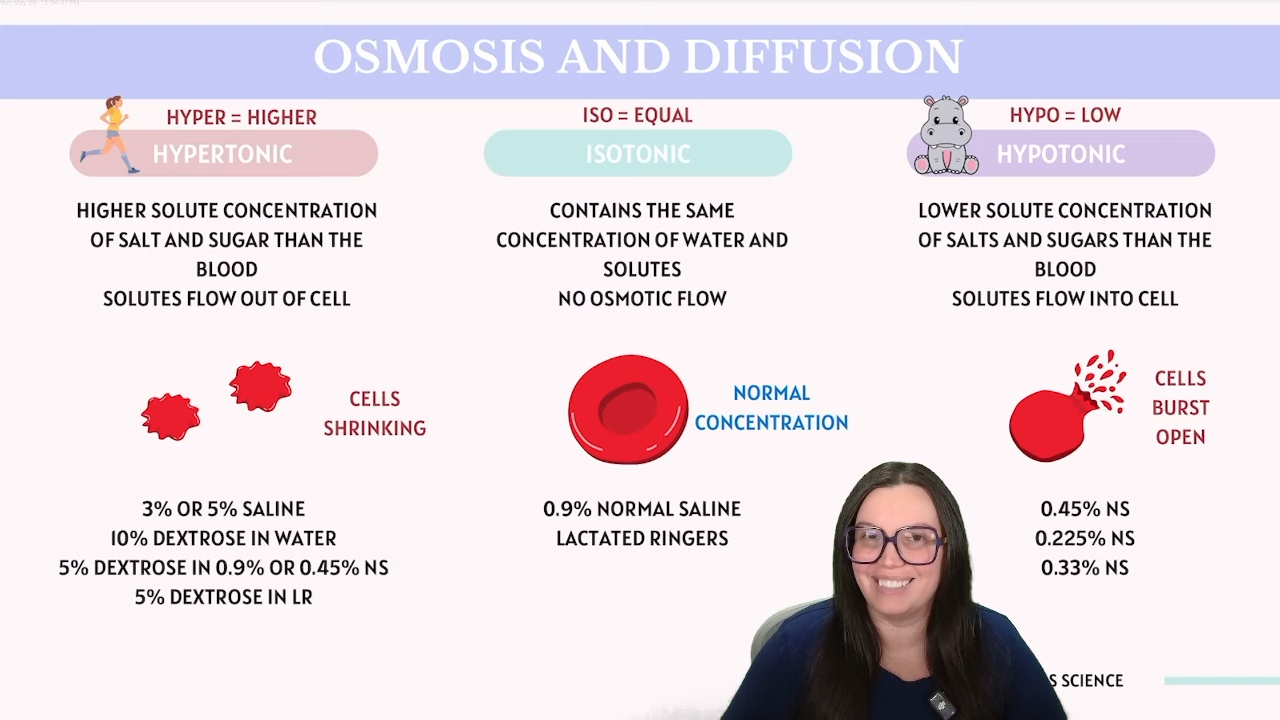 OSMOSIS AND DIFFUSION
HYPER = HIGHER
HYPERTONIC
HIGHER SOLUTE CONCENTRATION
OF SALT AND SUGAR THAN THE
BLOOD
SOLUTES FLOW OUT OF CELL
CELLS
SHRINKING
3% OR 5% SALINE
10% DEXTROSE IN WATER
5% DEXTROSE IN 0.9% OR 0.45% NS
5% DEXTROSE IN LR
ISO = EQUAL
ISOTONIC
CONTAINS THE SAME
CONCENTRATION OF WATER AND
SOLUTES
NO OSMOTIC FLOW
NORMAL
CONCENTRATION
0.9% NORMAL SALINE
LACTATED RINGERS
HYPO = LOW
HYPOTONIC
LOWER SOLUTE CONCENTRATION
OF SALTS AND SUGARS THAN THE
BLOOD
SOLUTES FLOW INTO CELL
CELLS
BURST
OPEN
0.45% NS
0.225% NS
0.33% NS
S SCIENCE